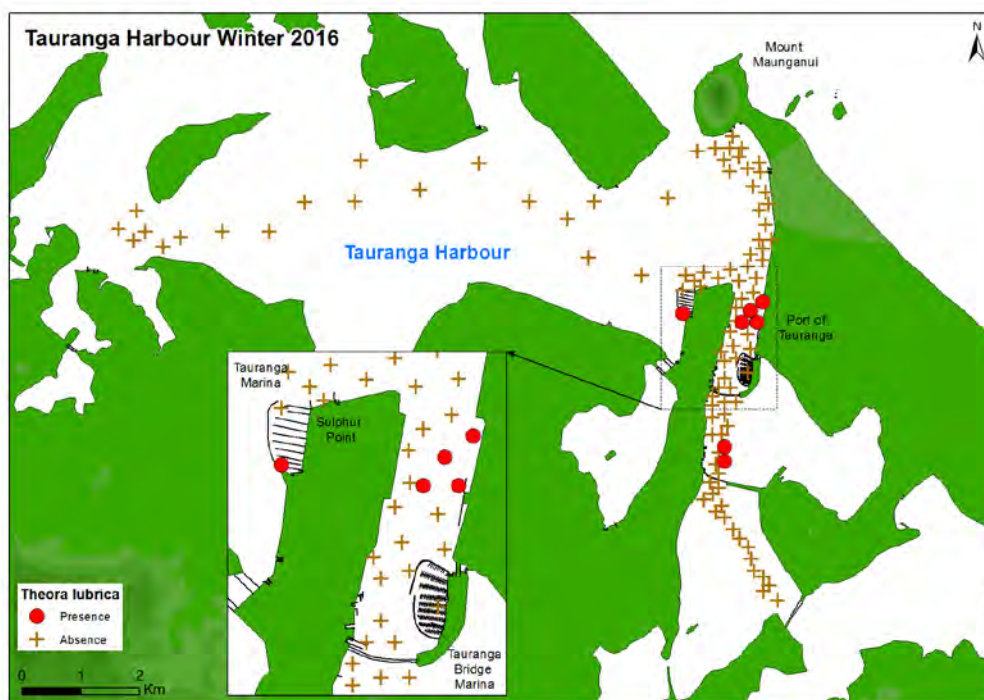 Tauranga Harbour Winter 2016
N
Mount
Maunganui
Tauranga Harbour
Port of
Tauranga
Tauranga
Marina
Sulphur
Point
Tauranga
Bridge
Marina
Theora lubrica
Presence
Absence
0 1 2
Km